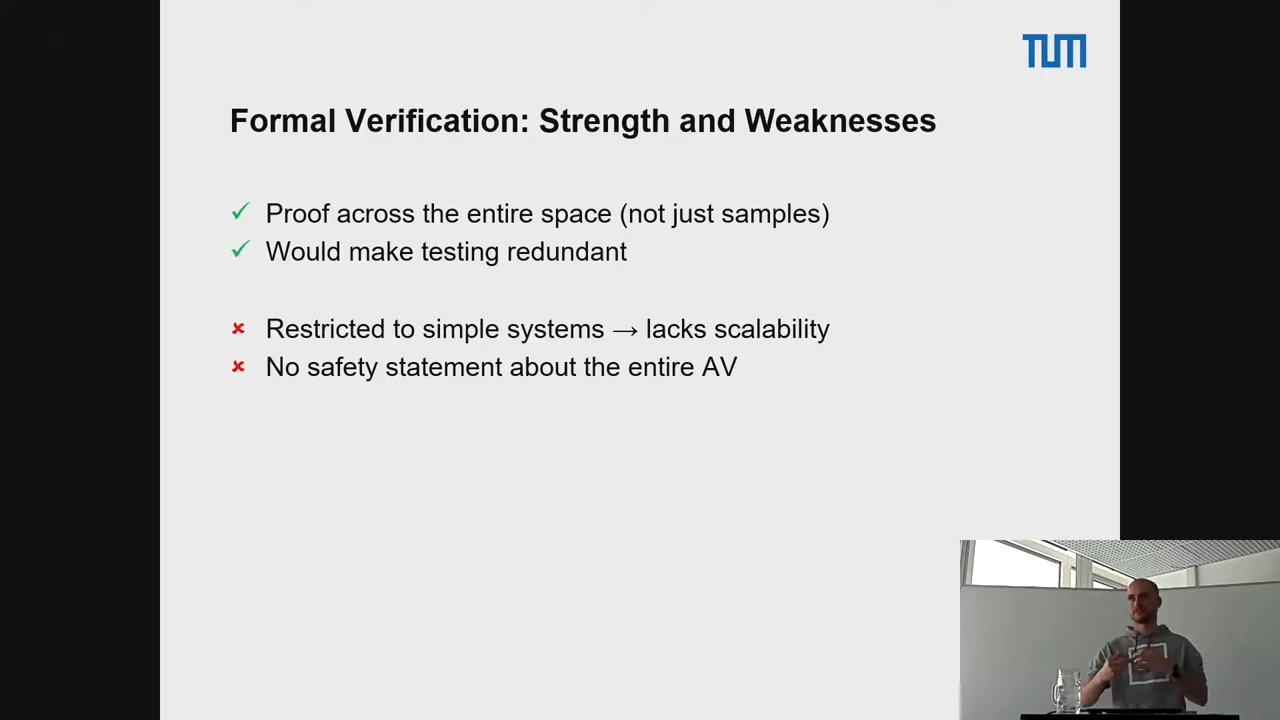 TUM
Formal Verification: Strength and Weaknesses
✓ Proof across the entire space (not just samples)
✓ Would make testing redundant
✗ Restricted to simple systems → lacks scalability
✗ No safety statement about the entire AV